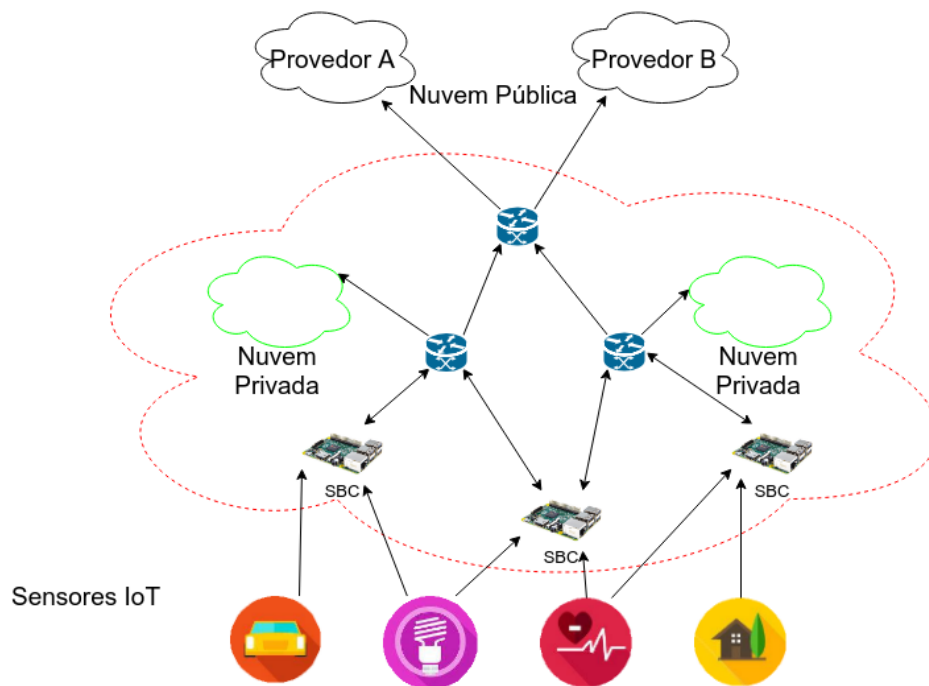 Provedor A
Provedor B
Nuvem Pública
Nuvem
Privada
Nuvem
Privada
SBC
SBC
SBC
Sensores IoT